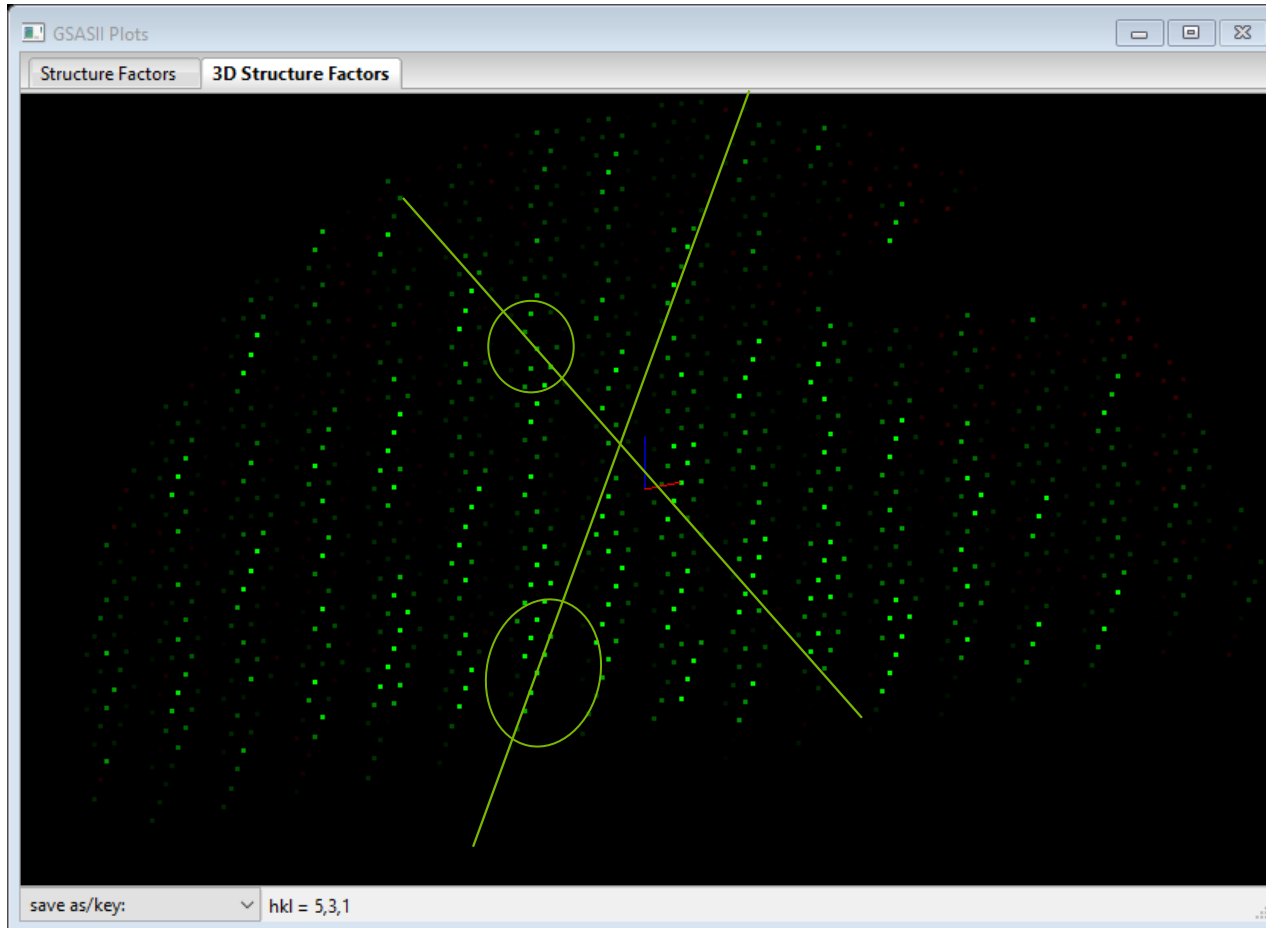 GSASII Plots
Structure Factors
3D Structure Factors
save as/key:
hkl = 5,3,1